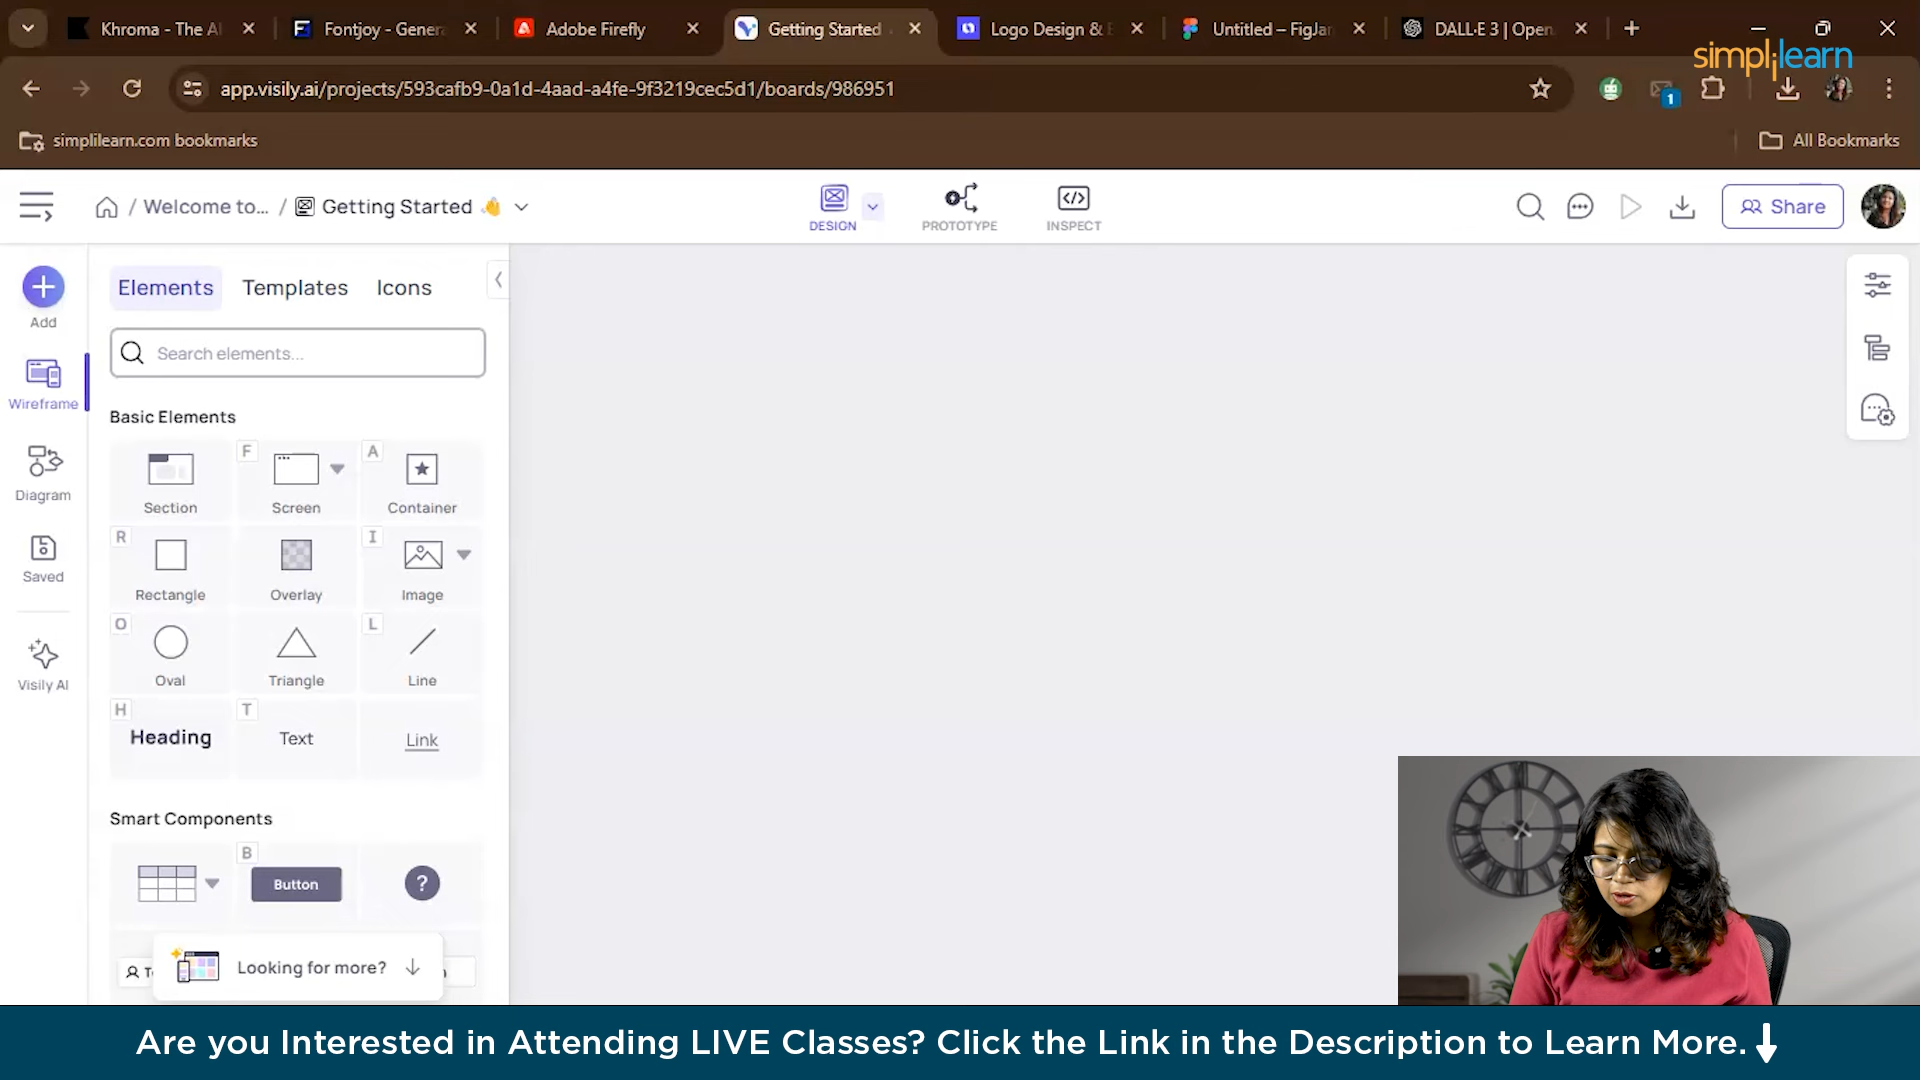 Khroma - The AI
Fontjoy - Gener
Adobe Firefly
Getting Started
Logo Design &
Untitled – FigJam
DALL·E 3 | Open
simplilearn
app.visily.ai/projects/593cafb9-0a1d-4aad-a4fe-9f3219cec5d1/boards/986951
1
simplilearn.com bookmarks
All Bookmarks
/ Welcome to... / Getting Started
DESIGN
PROTOTYPE
INSPECT
Share
Add
Wireframe
Diagram
Saved
Visily AI
Elements Templates Icons
Search elements...
Basic Elements
Section
F Screen
A Container
R Rectangle
Overlay
I Image
O Oval
Triangle
L Line
H Heading
T Text
Link
Smart Components
B Button
?
Looking for more?
Are you Interested in Attending LIVE Classes? Click the Link in the Description to Learn More.